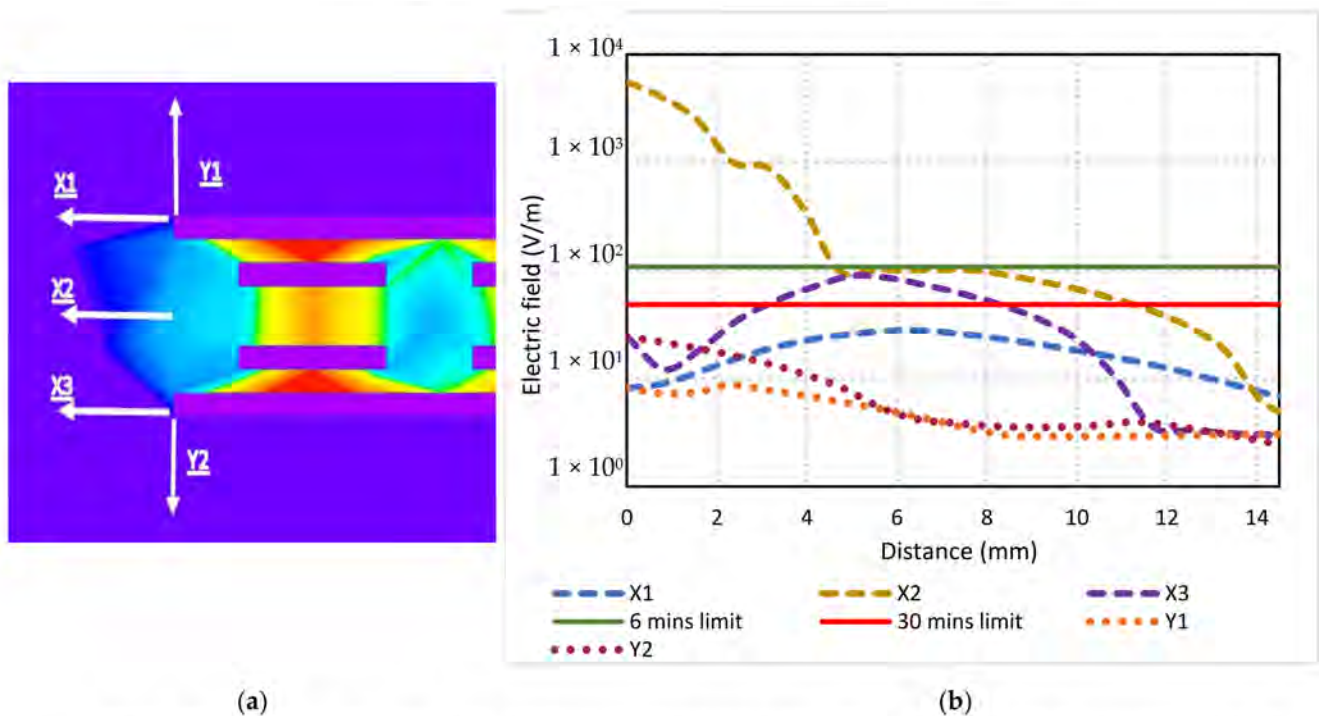 Y1
X1
X2
X3
Y2
1 × 10⁴
1 × 10³
1 × 10²
1 × 10¹
1 × 10⁰
Electric field (V/m)
0 2 4 6 8 10 12 14
Distance (mm)
X1 X2 X3
6 mins limit 30 mins limit Y1
Y2
(a) (b)